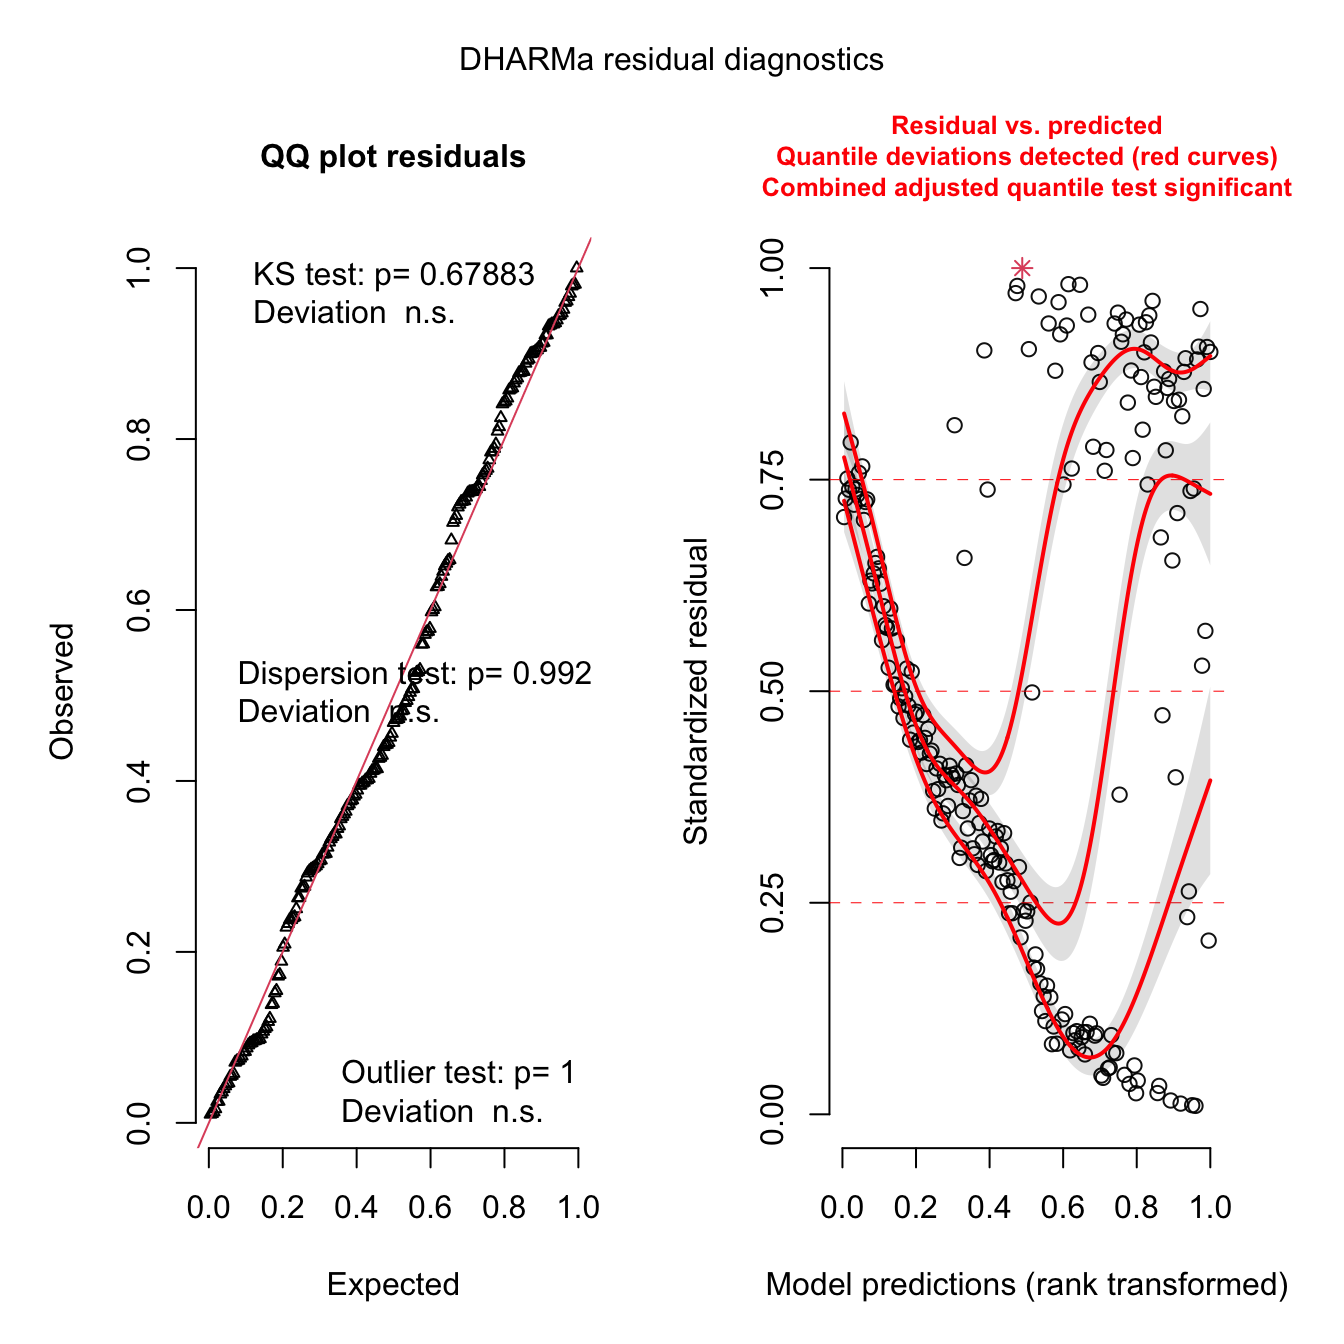 DHARMa residual diagnostics
QQ plot residuals
KS test: p= 0.67883
Deviation n.s.
Dispersion test: p= 0.992
Deviation n.s.
Outlier test: p= 1
Deviation n.s.
Observed
0.0
0.2
0.4
0.6
0.8
1.0
0.0 0.2 0.4 0.6 0.8 1.0
Expected
Residual vs. predicted
Quantile deviations detected (red curves)
Combined adjusted quantile test significant
Standardized residual
0.00
0.25
0.50
0.75
1.00
0.0 0.2 0.4 0.6 0.8 1.0
Model predictions (rank transformed)